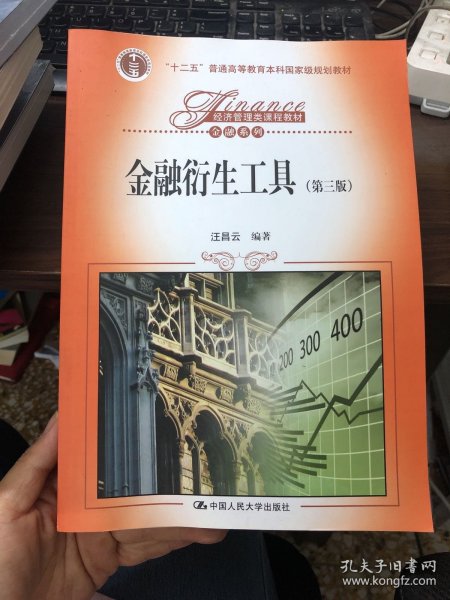 "十二五"普通高等教育本科国家级规划教材
Finance
经济管理类课程教材
金融系列
金融衍生工具(第三版)
汪昌云 编著
200 300 400
中国人民大学出版社
孔夫子旧书网
www.kongfz.com